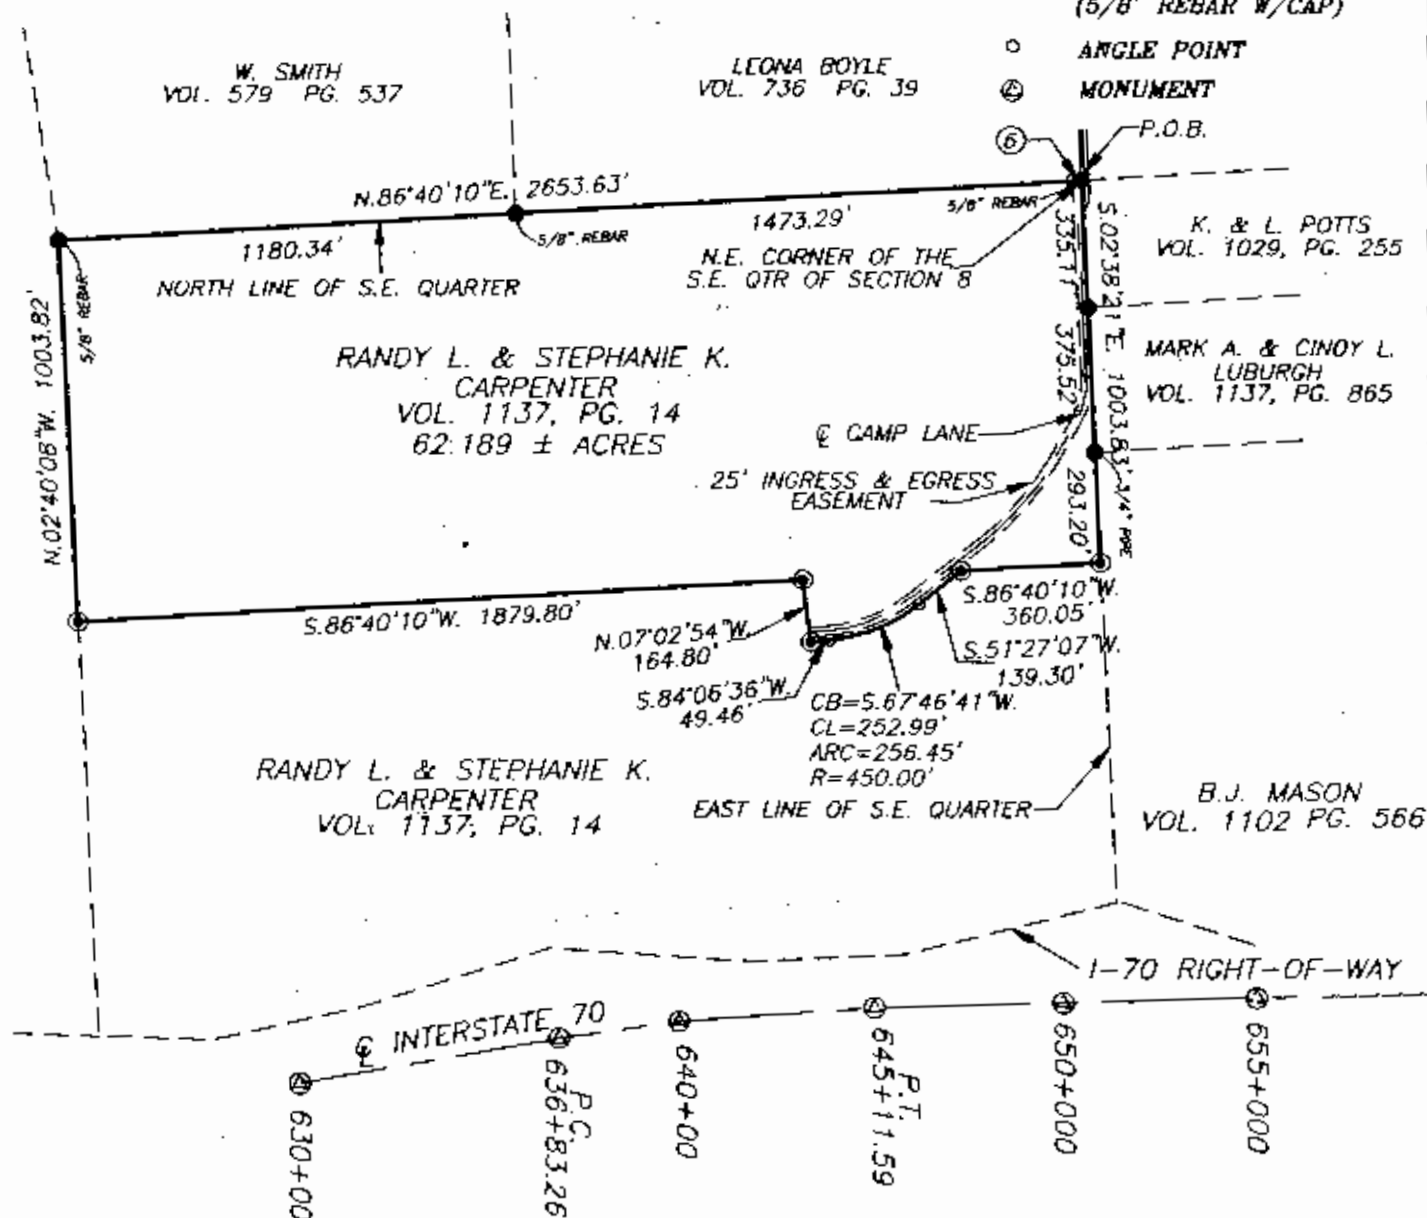 (5/8" REBAR W/CAP)
ANGLE POINT
MONUMENT
W. SMITH
VOL. 579 PG. 537
LEONA BOYLE
VOL. 736 PG. 39
6
P.O.B.
N.86°40'10"E. 2653.63'
1180.34'
1473.29'
5/8" REBAR
5/8" REBAR
5/8" REBAR
NORTH LINE OF S.E. QUARTER
N.E. CORNER OF THE
S.E. QTR OF SECTION 8
335.11'
375.52'
293.20'
S.02°38'21"E. 1003.83'
3/4" PIPE
K. & L. POTTS
VOL. 1029, PG. 255
MARK A. & CINDY L.
LUBURGH
VOL. 1137, PG. 865
N.02°40'08"W. 1003.82'
RANDY L. & STEPHANIE K.
CARPENTER
VOL. 1137, PG. 14
62.189 ± ACRES
℄ CAMP LANE
25' INGRESS & EGRESS
EASEMENT
S.86°40'10"W. 1879.80'
N.07°02'54"W.
164.80'
S.84°06'36"W.
49.46'
S.86°40'10"W.
360.05'
S.51°27'07"W.
139.30'
CB=S.67°46'41"W.
CL=252.99'
ARC=256.45'
R=450.00'
EAST LINE OF S.E. QUARTER
RANDY L. & STEPHANIE K.
CARPENTER
VOL. 1137, PG. 14
B.J. MASON
VOL. 1102 PG. 566
I-70 RIGHT-OF-WAY
℄ INTERSTATE 70
630+00
P.C.
636+83.26
640+00
P.T.
645+11.59
650+000
655+000